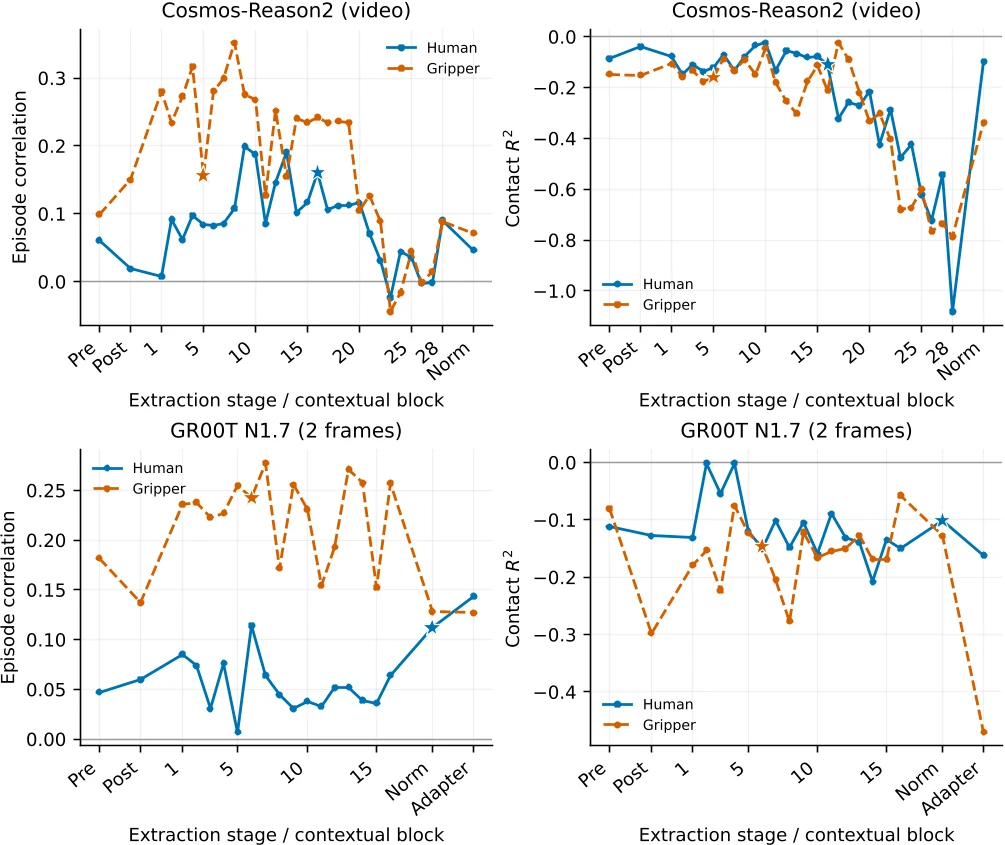 Cosmos-Reason2 (video)
Episode correlation
0.3
0.2
0.1
0.0
Human
Gripper
Pre
Post
1
5
10
15
20
25
28
Norm
Extraction stage / contextual block
Cosmos-Reason2 (video)
Contact R²
0.0
−0.2
−0.4
−0.6
−0.8
−1.0
Human
Gripper
Pre
Post
1
5
10
15
20
25
28
Norm
Extraction stage / contextual block
GR00T N1.7 (2 frames)
Episode correlation
0.25
0.20
0.15
0.10
0.05
0.00
Human
Gripper
Pre
Post
1
5
10
15
Norm
Adapter
Extraction stage / contextual block
GR00T N1.7 (2 frames)
Contact R²
0.0
−0.1
−0.2
−0.3
−0.4
Human
Gripper
Pre
Post
1
5
10
15
Norm
Adapter
Extraction stage / contextual block